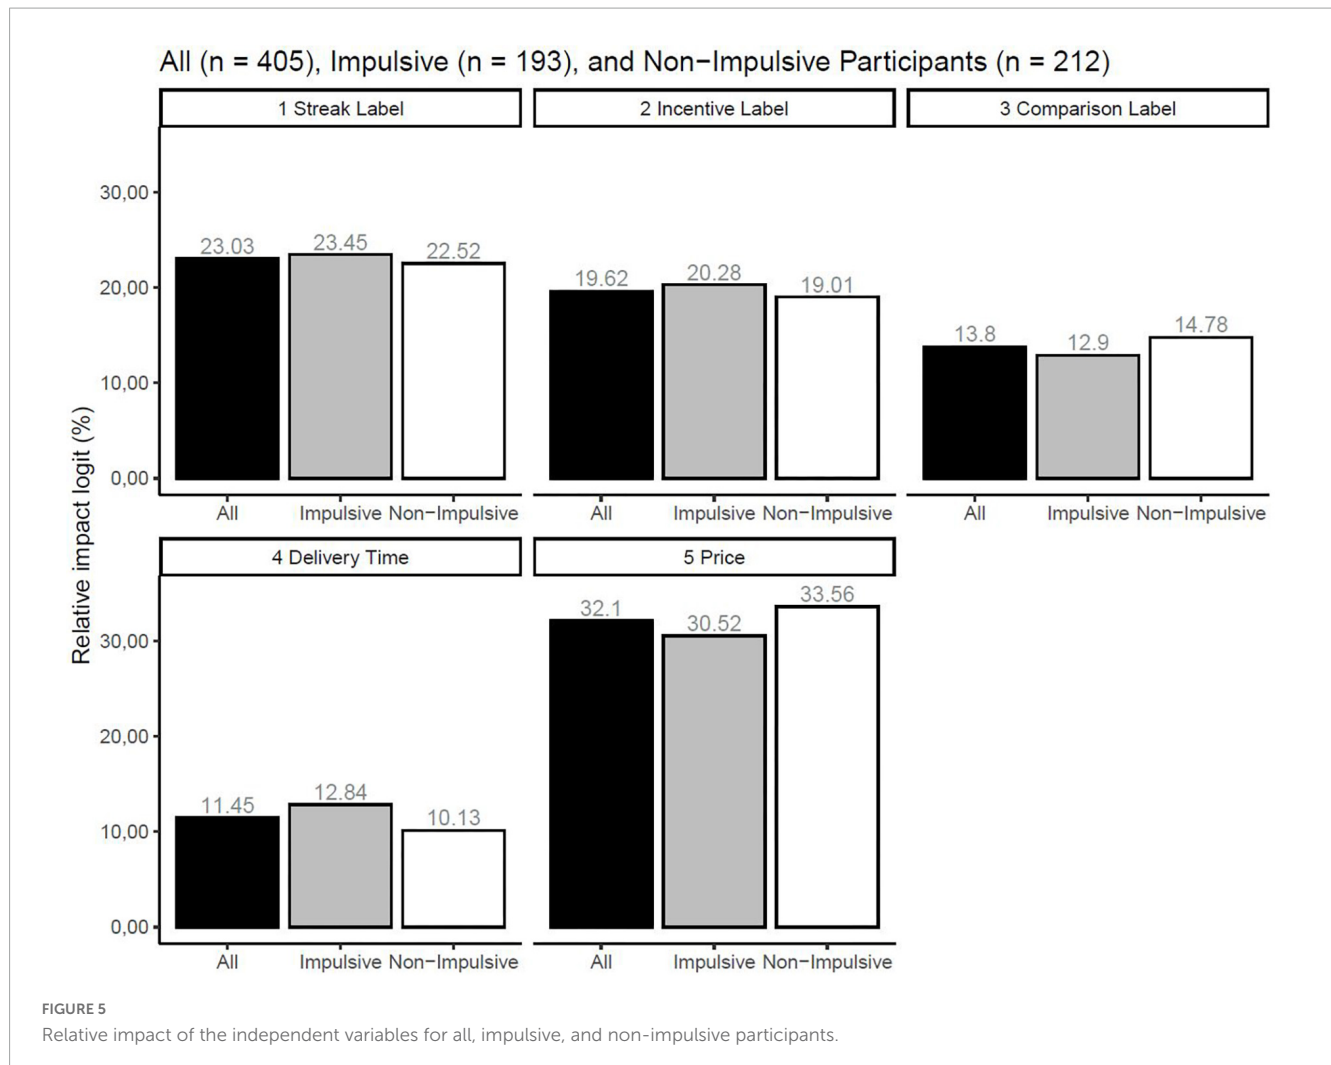 All (n = 405), Impulsive (n = 193), and Non−Impulsive Participants (n = 212)
1 Streak Label
2 Incentive Label
3 Comparison Label
Relative impact logit (%)
30,00
20,00
10,00
0,00
23.03
23.45
22.52
19.62
20.28
19.01
13.8
12.9
14.78
All Impulsive Non−Impulsive
All Impulsive Non−Impulsive
All Impulsive Non−Impulsive
4 Delivery Time
5 Price
30,00
20,00
10,00
0,00
11.45
12.84
10.13
32.1
30.52
33.56
All Impulsive Non−Impulsive
All Impulsive Non−Impulsive
FIGURE 5
Relative impact of the independent variables for all, impulsive, and non-impulsive participants.